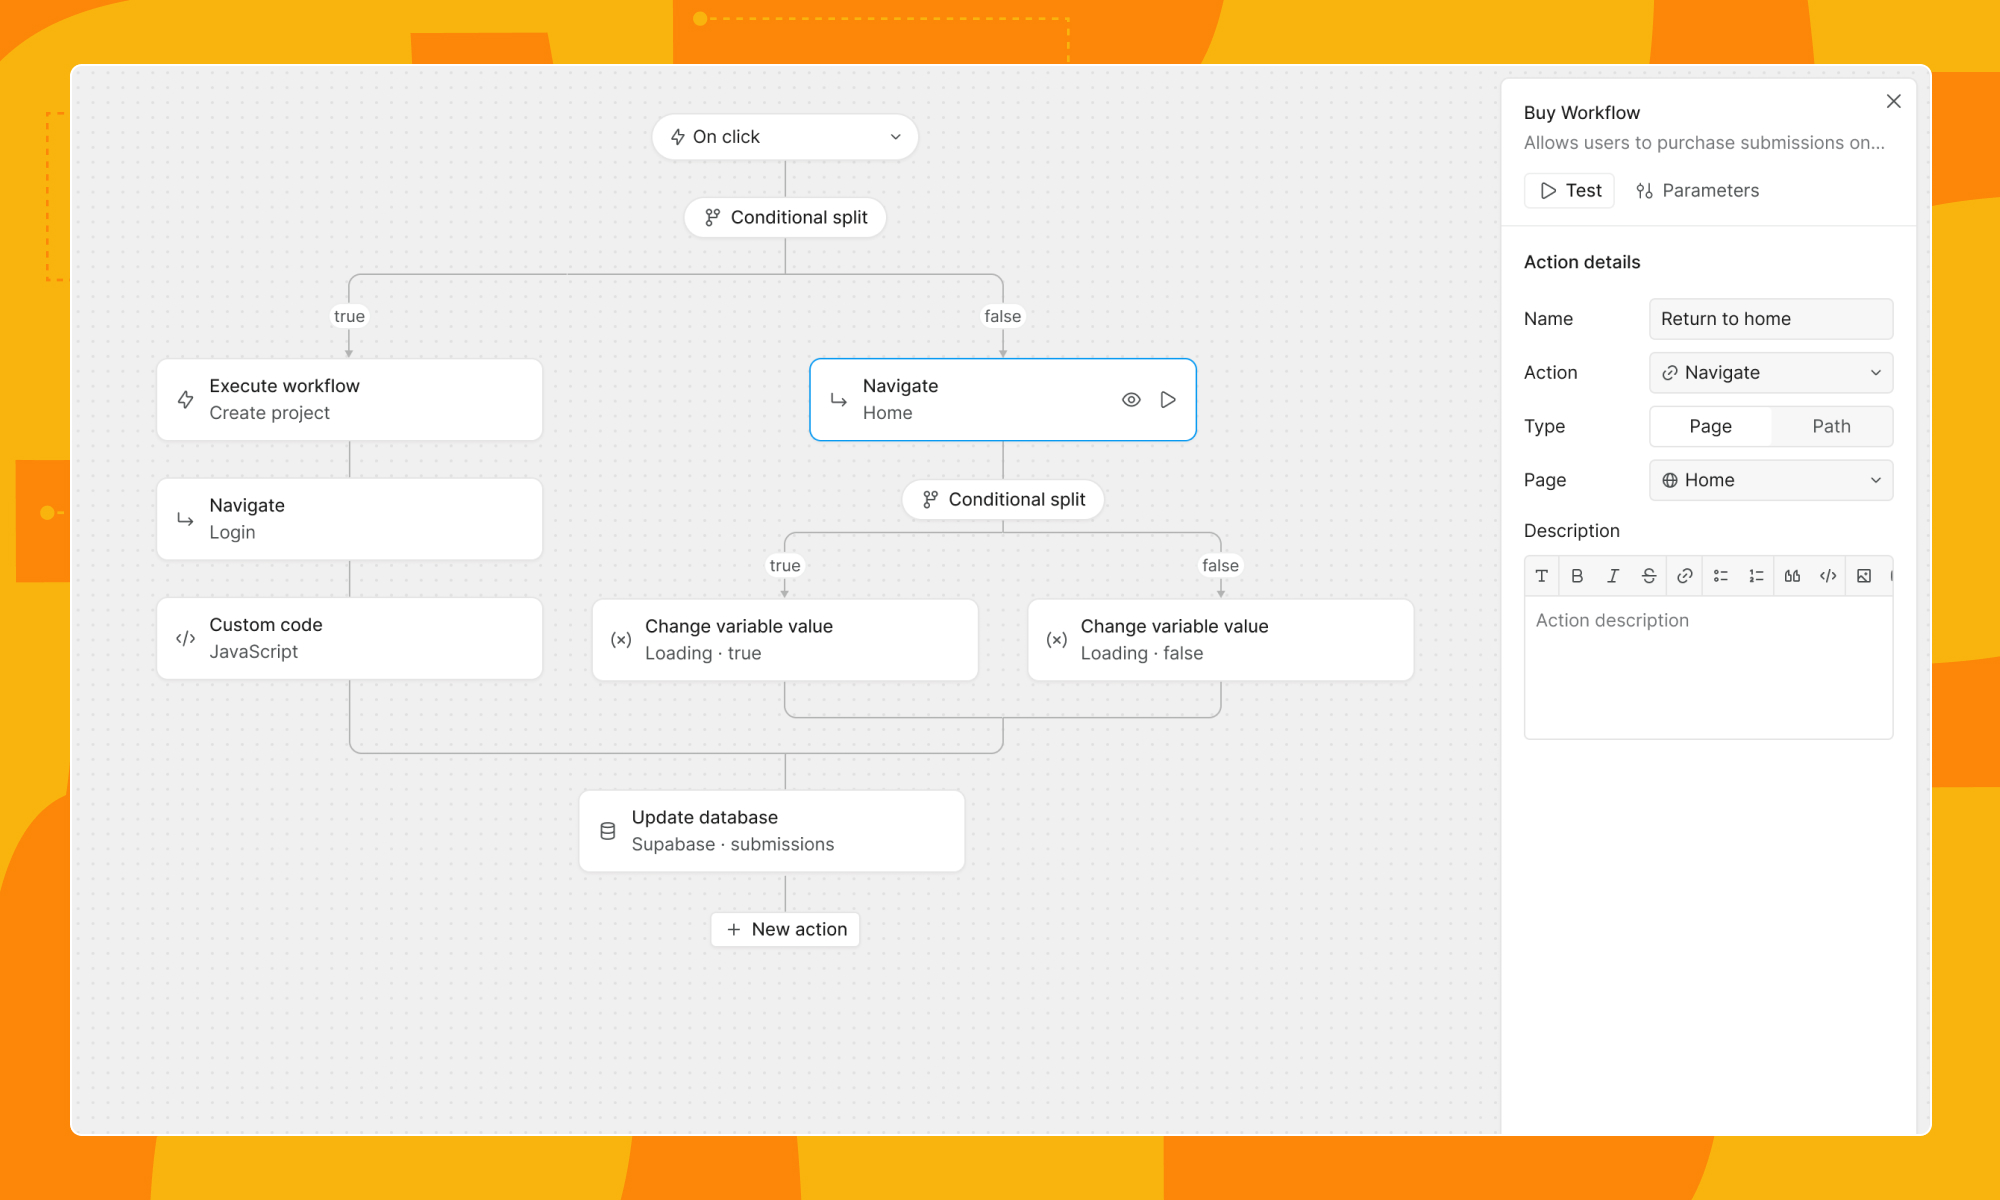 On click
Conditional split
true
false
Execute workflow
Create project
Navigate
Home
Navigate
Login
Conditional split
true
false
Custom code
JavaScript
Change variable value
Loading · true
Change variable value
Loading · false
Update database
Supabase · submissions
+ New action
Buy Workflow
Allows users to purchase submissions on...
Test
Parameters
Action details
Name
Return to home
Action
Navigate
Type
Page
Path
Page
Home
Description
Action description